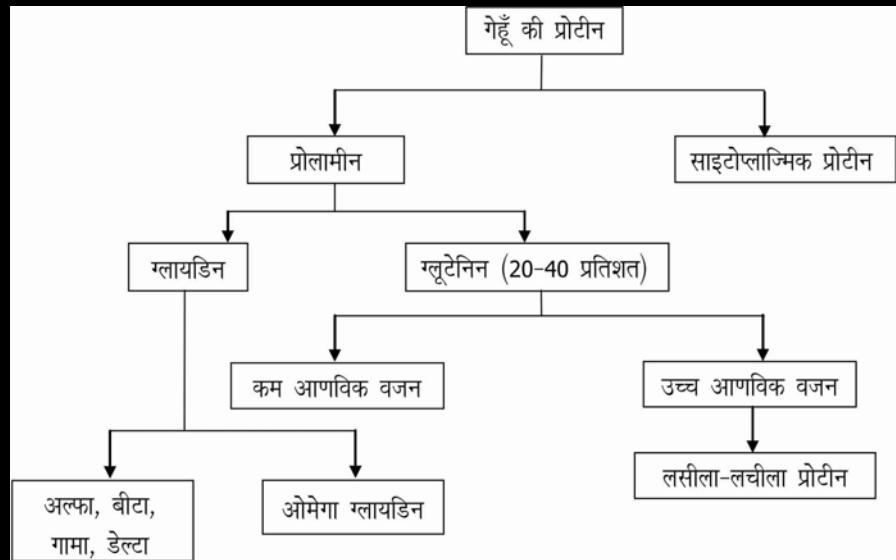 गेहूँ की प्रोटीन
प्रोलामीन
साइटोप्लाज्मिक प्रोटीन
ग्लायडिन
ग्लूटेनिन (20-40 प्रतिशत)
कम आणविक वजन
उच्च आणविक वजन
लसीला-लचीला प्रोटीन
अल्फा, बीटा,
गामा, डेल्टा
ओमेगा ग्लायडिन